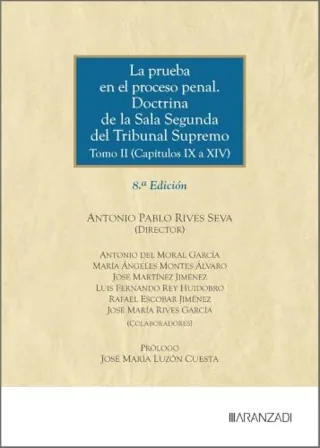 La prueba
en el proceso penal.
Doctrina
de la Sala Segunda
del Tribunal Supremo
Tomo II (Capítulos IX a XIV)
8.ª Edición
Antonio Pablo Rives Seva
(Director)
Antonio del Moral García
María Ángeles Montes Álvaro
José Martínez Jiménez
Luis Fernando Rey Huidobro
Rafael Escobar Jiménez
José María Rives García
(Colaboradores)
Prólogo
José María Luzón Cuesta
ARANZADI